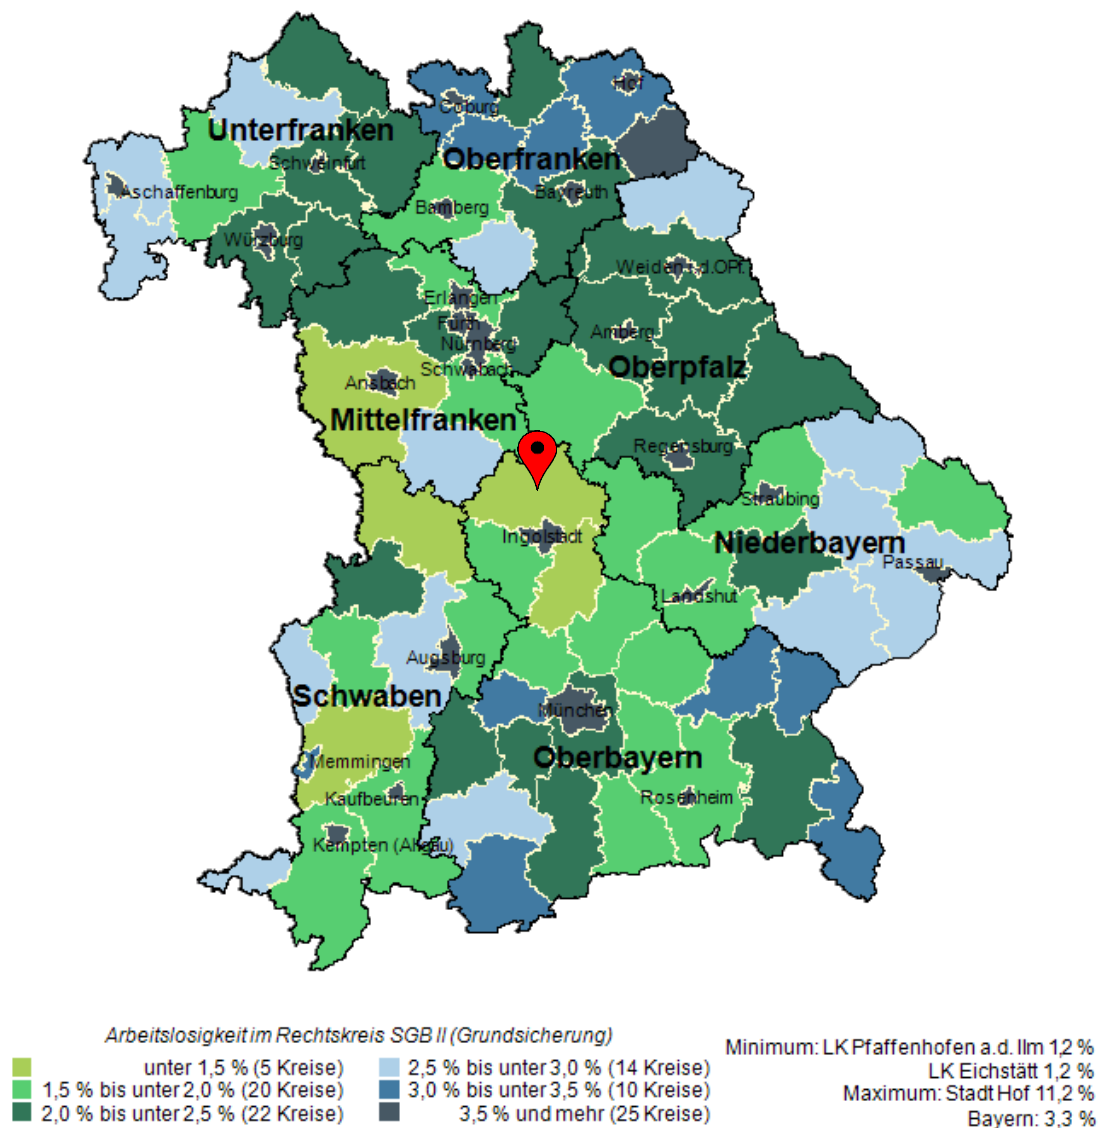 Hof
Coburg
Unterfranken
Oberfranken
Schweinfurt
Aschaffenburg
Bayreuth
Bamberg
Würzburg
Weiden i.d.OPf.
Erlangen
Fürth
Nürnberg
Amberg
Schwabach
Oberpfalz
Ansbach
Mittelfranken
Regensburg
Straubing
Ingolstadt
Niederbayern
Passau
Landshut
Augsburg
Schwaben
München
Oberbayern
Memmingen
Kaufbeuren
Rosenheim
Kempten (Allgäu)
Arbeitslosigkeit im Rechtskreis SGB II (Grundsicherung)
unter 1,5 % (5 Kreise)
1,5 % bis unter 2,0 % (20 Kreise)
2,0 % bis unter 2,5 % (22 Kreise)
2,5 % bis unter 3,0 % (14 Kreise)
3,0 % bis unter 3,5 % (10 Kreise)
3,5 % und mehr (25 Kreise)
Minimum: LK Pfaffenhofen a.d. Ilm 1,2 %
LK Eichstätt 1,2 %
Maximum: Stadt Hof 11,2 %
Bayern: 3,3 %